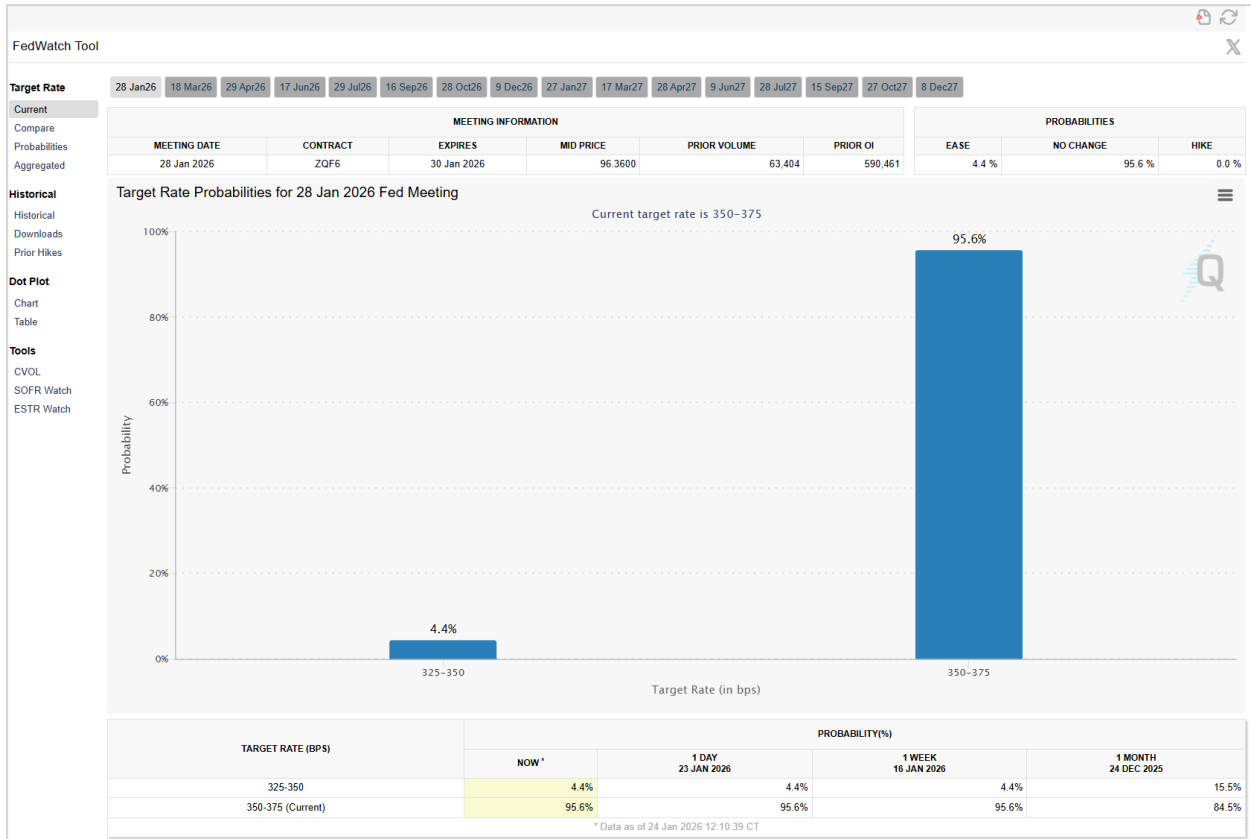 FedWatch Tool
Target Rate
Current
Compare
Probabilities
Aggregated
Historical
Historical
Downloads
Prior Hikes
Dot Plot
Chart
Table
Tools
CVOL
SOFR Watch
ESTR Watch
28 Jan26 18 Mar26 29 Apr26 17 Jun26 29 Jul26 16 Sep26 28 Oct26 9 Dec26 27 Jan27 17 Mar27 28 Apr27 9 Jun27 28 Jul27 15 Sep27 27 Oct27 8 Dec27
MEETING INFORMATION
MEETING DATE CONTRACT EXPIRES MID PRICE PRIOR VOLUME PRIOR OI
28 Jan 2026 ZQF6 30 Jan 2026 96.3600 63,404 590,461
PROBABILITIES
EASE NO CHANGE HIKE
4.4 % 95.6 % 0.0 %
Target Rate Probabilities for 28 Jan 2026 Fed Meeting
Current target rate is 350–375
100%
80%
60%
40%
20%
0%
Probability
4.4%
95.6%
Q
325–350 350–375
Target Rate (in bps)
TARGET RATE (BPS) PROBABILITY(%)
NOW * 1 DAY 23 JAN 2026 1 WEEK 16 JAN 2026 1 MONTH 24 DEC 2025
325-350 4.4% 4.4% 4.4% 15.5%
350-375 (Current) 95.6% 95.6% 95.6% 84.5%
* Data as of 24 Jan 2026 12:10:39 CT